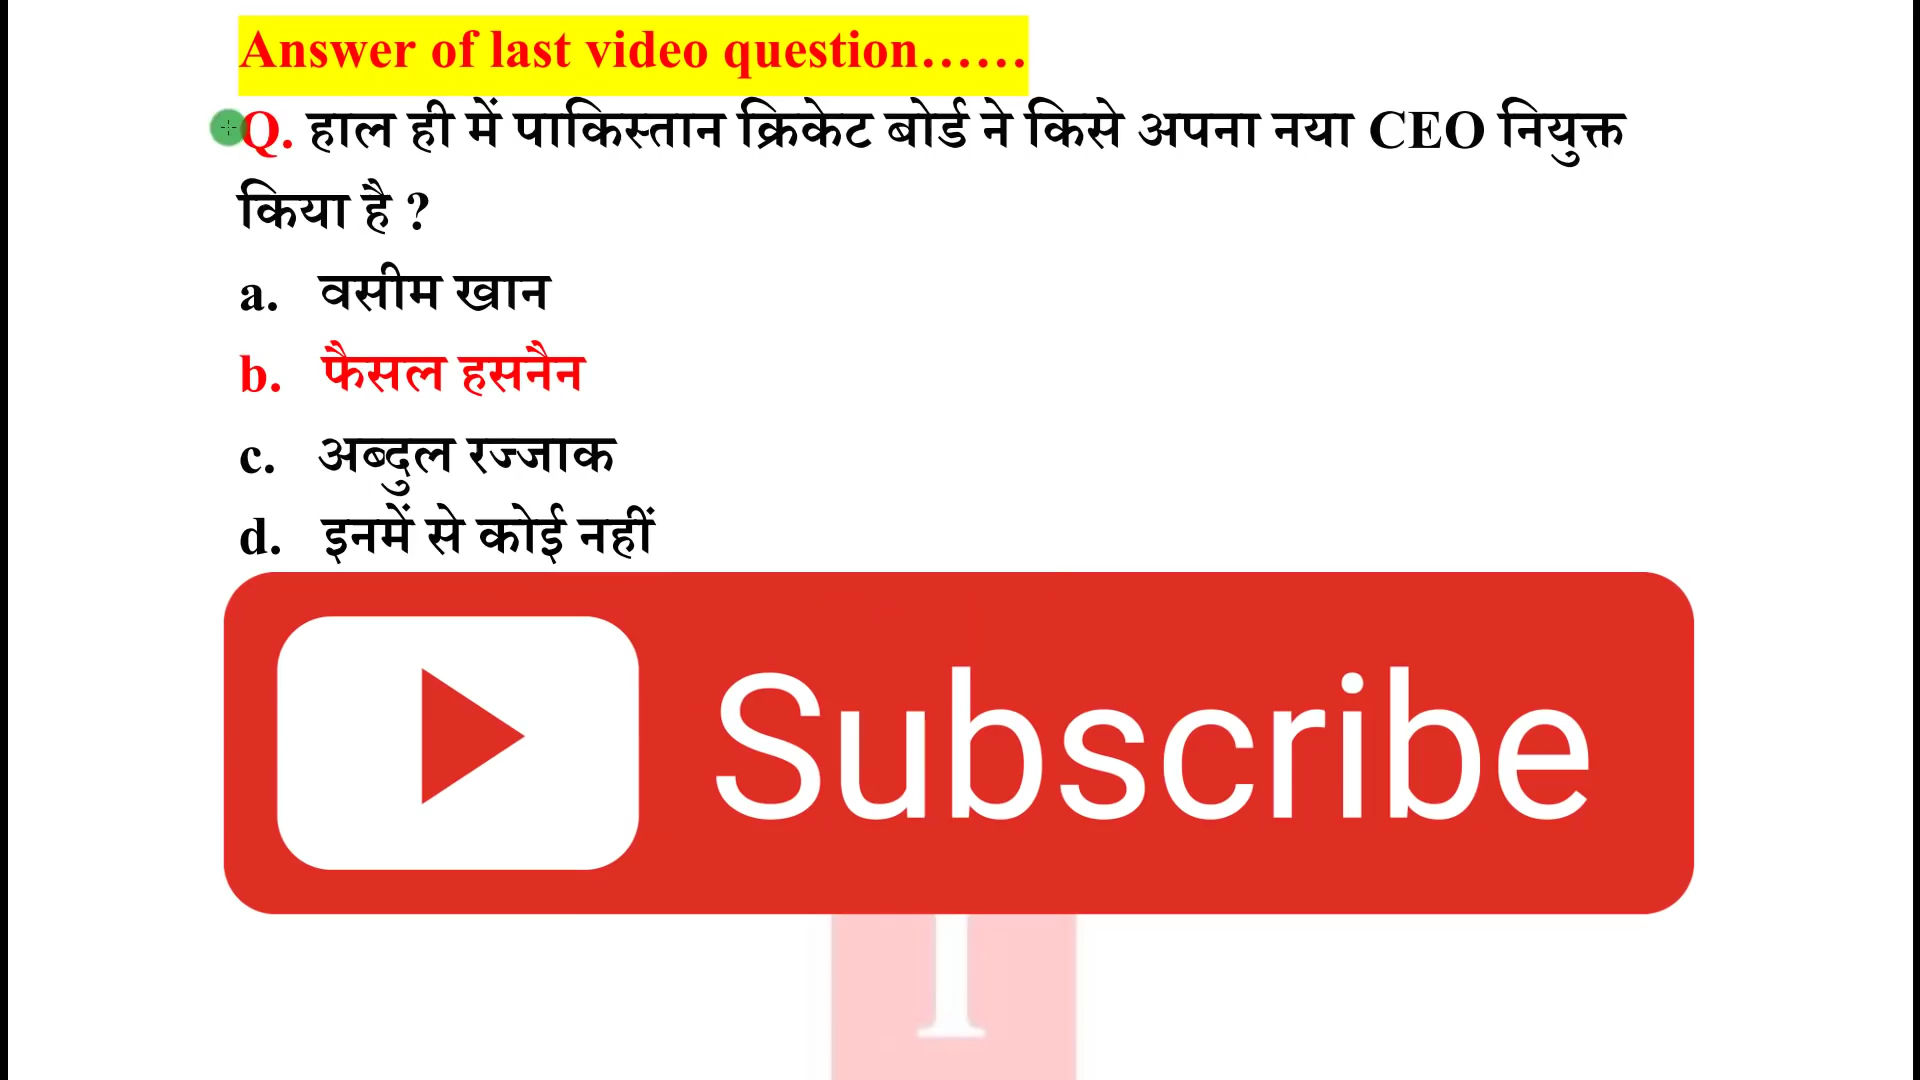 Answer of last video question......
Q. हाल ही में पाकिस्तान क्रिकेट बोर्ड ने किसे अपना नया CEO नियुक्त
किया है ?
a. वसीम खान
b. फैसल हसनैन
c. अब्दुल रज्जाक
d. इनमें से कोई नहीं
Subscribe